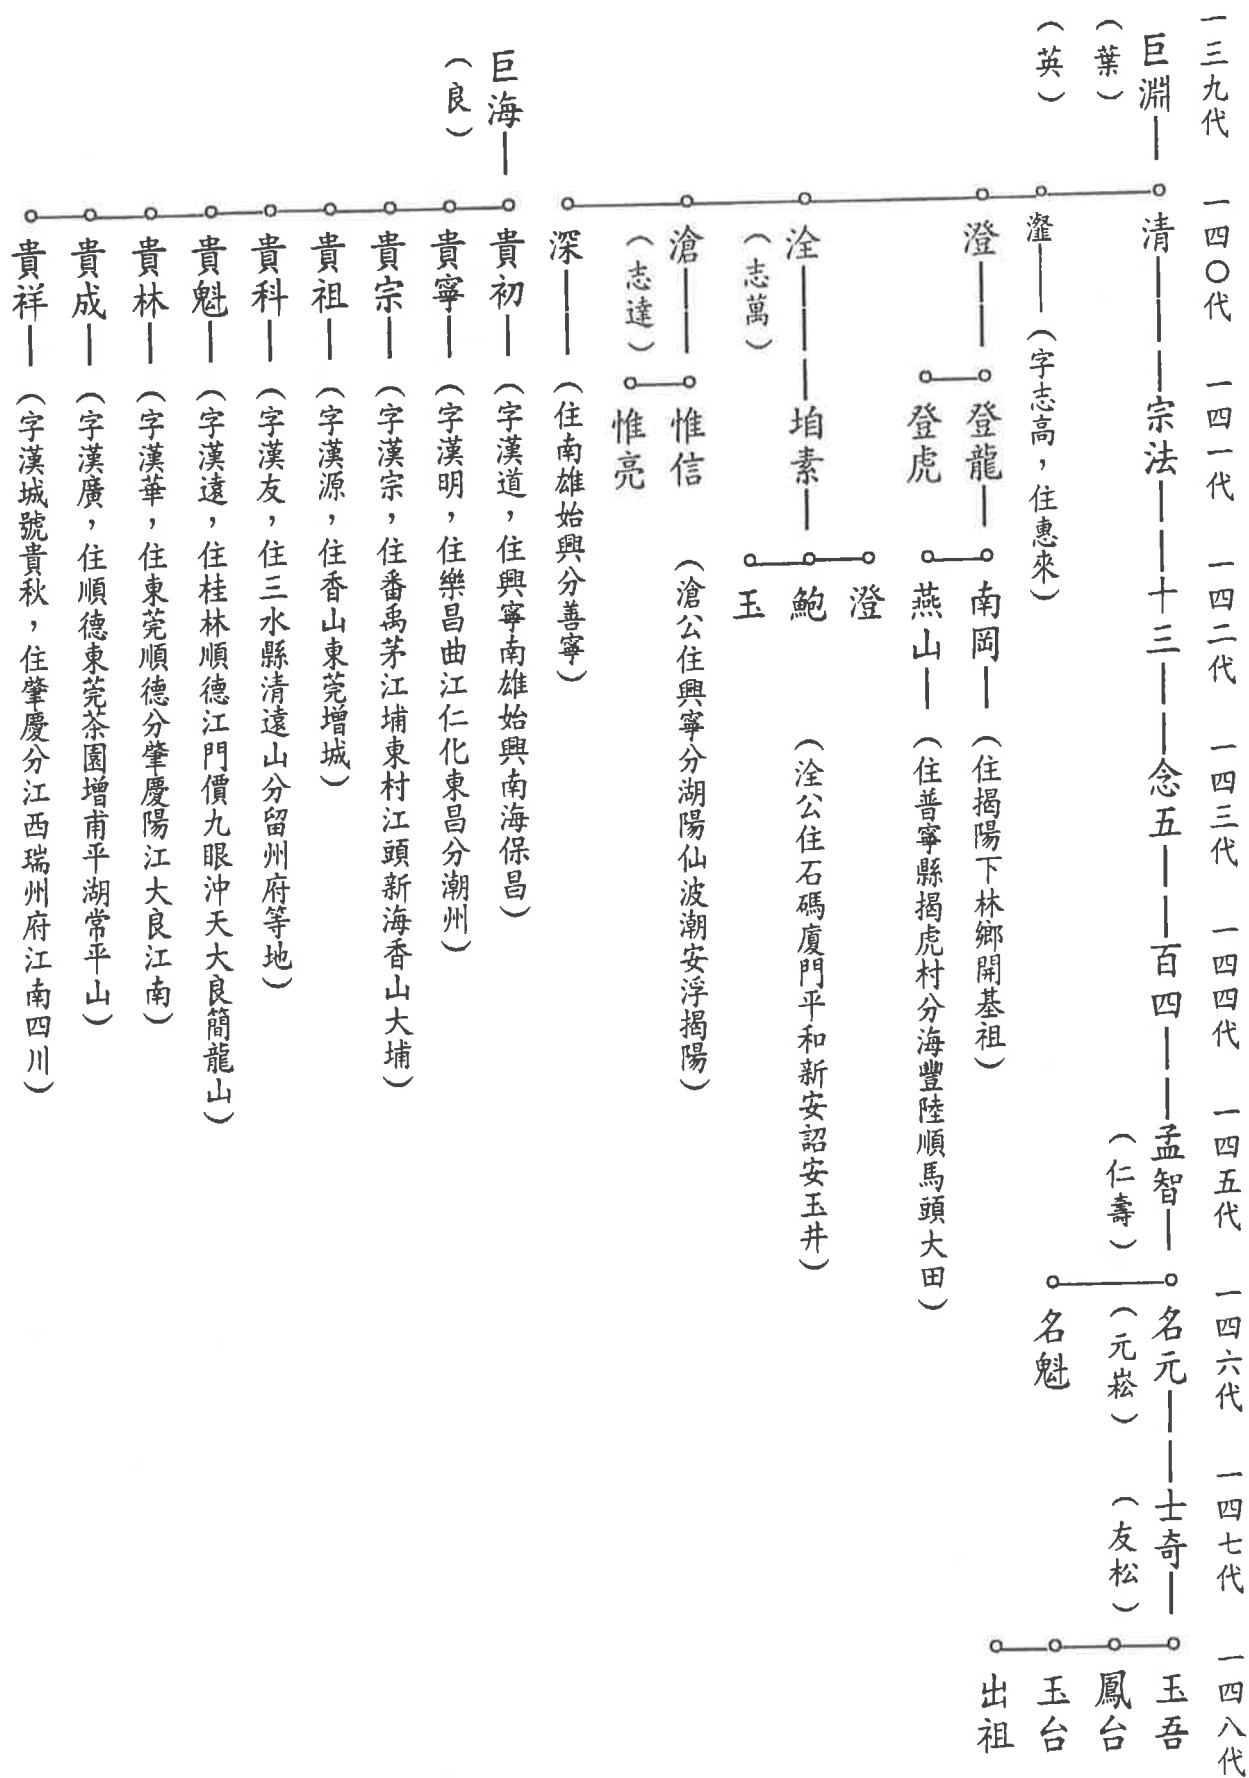 一三九代
一四〇代
一四一代
一四二代
一四三代
一四四代
一四五代
一四六代
一四七代
一四八代
巨淵
（葉）
（英）
清
宗法
十三
念五
百四
孟智
（仁壽）
名元
（元崧）
名魁
士奇
（友松）
玉吾
鳳台
玉台
出祖
（字志高，住惠來）
澄
登龍
登虎
南岡
（住揭陽下林鄉開基祖）
燕山
（住普寧縣揭虎村分海豐陸順馬頭大田）
洤
（志萬）
垍素
澄
鮑
玉
（洤公住石碼廈門平和新安詔安玉井）
滄
（志達）
惟信
惟亮
（滄公住興寧分湖陽仙波潮安浮揭陽）
深
（住南雄始興分善寧）
巨海
（良）
貴初
（字漢道，住興寧南雄始興南海保昌）
貴寧
（字漢明，住樂昌曲江仁化東昌分潮州）
貴宗
（字漢宗，住番禹茅江埔東村江頭新海香山大埔）
貴祖
（字漢源，住香山東莞增城）
貴科
（字漢友，住三水縣清遠山分留州府等地）
貴魁
（字漢遠，住桂林順德江門價九眼沖天大良簡龍山）
貴林
（字漢華，住東莞順德分肇慶陽江大良江南）
貴成
（字漢廣，住順德東莞茶園增甫平湖常平山）
貴祥
（字漢城號貴秋，住肇慶分江西瑞州府江南四川）